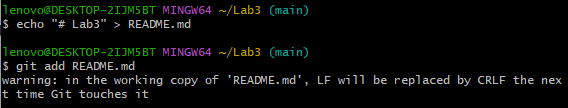 lenovo@DESKTOP-2IJM5BT MINGW64 ~/Lab3 (main)
$ echo "# Lab3" > README.md
lenovo@DESKTOP-2IJM5BT MINGW64 ~/Lab3 (main)
$ git add README.md
warning: in the working copy of 'README.md', LF will be replaced by CRLF the nex
t time Git touches it